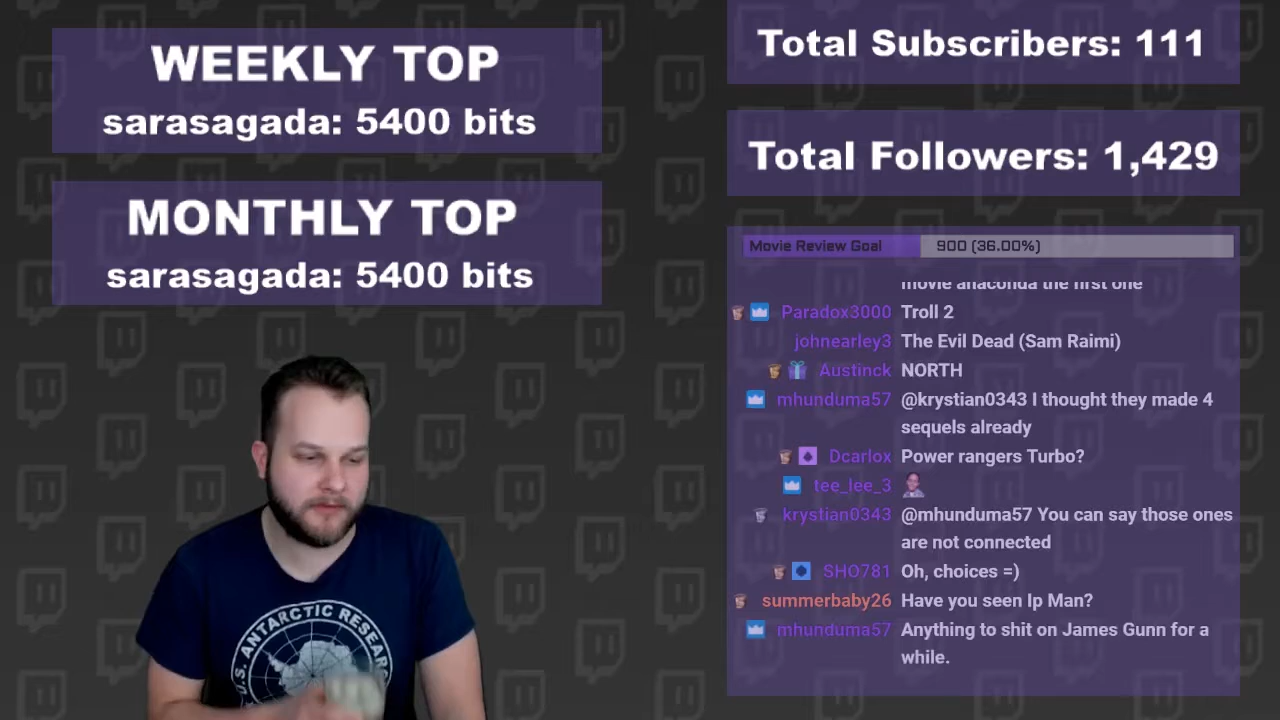 WEEKLY TOP
sarasagada: 5400 bits
MONTHLY TOP
sarasagada: 5400 bits
Total Subscribers: 111
Total Followers: 1,429
Movie Review Goal 900 (36.00%)
movie anaconda the first one
Paradox3000 Troll 2
johnearley3 The Evil Dead (Sam Raimi)
Austinck NORTH
mhunduma57 @krystian0343 I thought they made 4
sequels already
Dcarlox Power rangers Turbo?
tee_lee_3
krystian0343 @mhunduma57 You can say those ones
are not connected
SHO781 Oh, choices =)
summerbaby26 Have you seen Ip Man?
mhunduma57 Anything to shit on James Gunn for a
while.
U.S. ANTARCTIC RESEAR